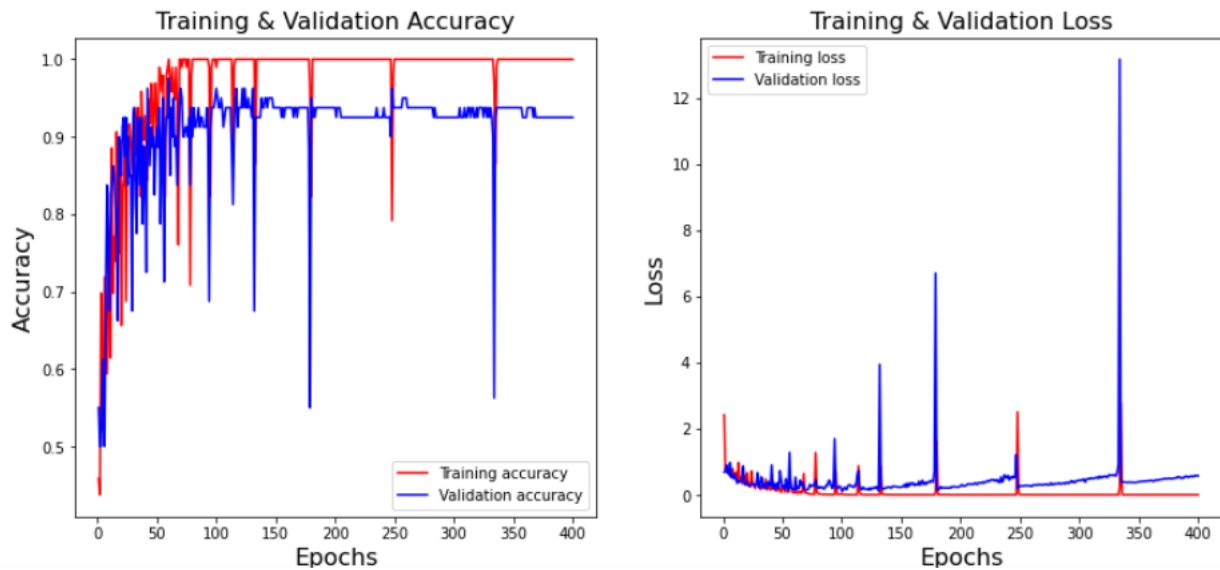 Training & Validation Accuracy
1.0
0.9
0.8
0.7
0.6
0.5
Accuracy
Training accuracy
Validation accuracy
0 50 100 150 200 250 300 350 400
Epochs
Training & Validation Loss
Training loss
Validation loss
12
10
8
6
4
2
0
Loss
0 50 100 150 200 250 300 350 400
Epochs